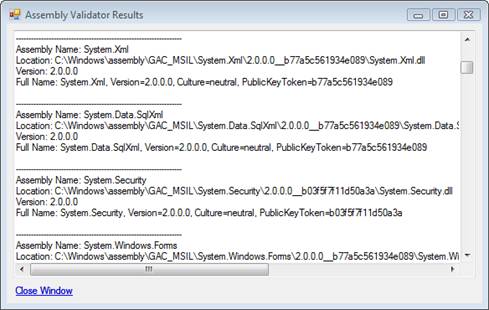 Assembly Validator Results
--------------------------------------------------------
Assembly Name: System.Xml
Location: C:\Windows\assembly\GAC_MSIL\System.Xml\2.0.0.0__b77a5c561934e089\System.Xml.dll
Version: 2.0.0.0
Full Name: System.Xml, Version=2.0.0.0, Culture=neutral, PublicKeyToken=b77a5c561934e089
--------------------------------------------------------
Assembly Name: System.Data.SqlXml
Location: C:\Windows\assembly\GAC_MSIL\System.Data.SqlXml\2.0.0.0__b77a5c561934e089\System.Data.Sc
Version: 2.0.0.0
Full Name: System.Data.SqlXml, Version=2.0.0.0, Culture=neutral, PublicKeyToken=b77a5c561934e089
--------------------------------------------------------
Assembly Name: System.Security
Location: C:\Windows\assembly\GAC_MSIL\System.Security\2.0.0.0__b03f5f7f11d50a3a\System.Security.dll
Version: 2.0.0.0
Full Name: System.Security, Version=2.0.0.0, Culture=neutral, PublicKeyToken=b03f5f7f11d50a3a
--------------------------------------------------------
Assembly Name: System.Windows.Forms
Location: C:\Windows\assembly\GAC_MSIL\System.Windows.Forms\2.0.0.0__b77a5c561934e089\System.Wi
Close Window